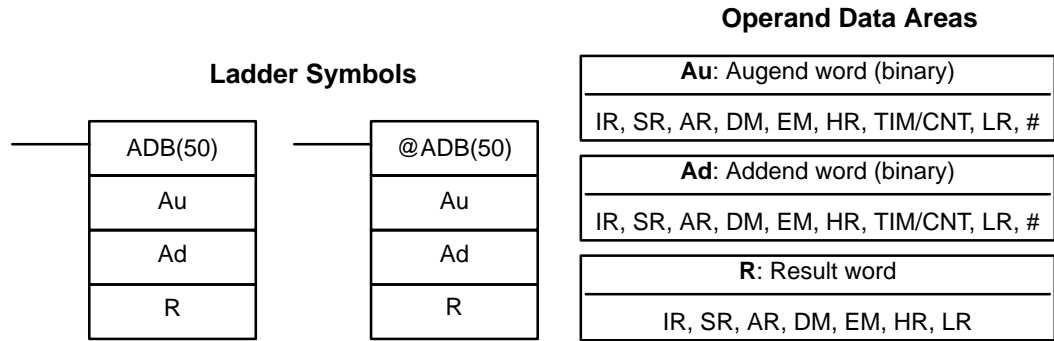 Operand Data Areas
Ladder Symbols
ADB(50)
Au
Ad
R
@ADB(50)
Au
Ad
R
Au: Augend word (binary)
IR, SR, AR, DM, EM, HR, TIM/CNT, LR, #
Ad: Addend word (binary)
IR, SR, AR, DM, EM, HR, TIM/CNT, LR, #
R: Result word
IR, SR, AR, DM, EM, HR, LR